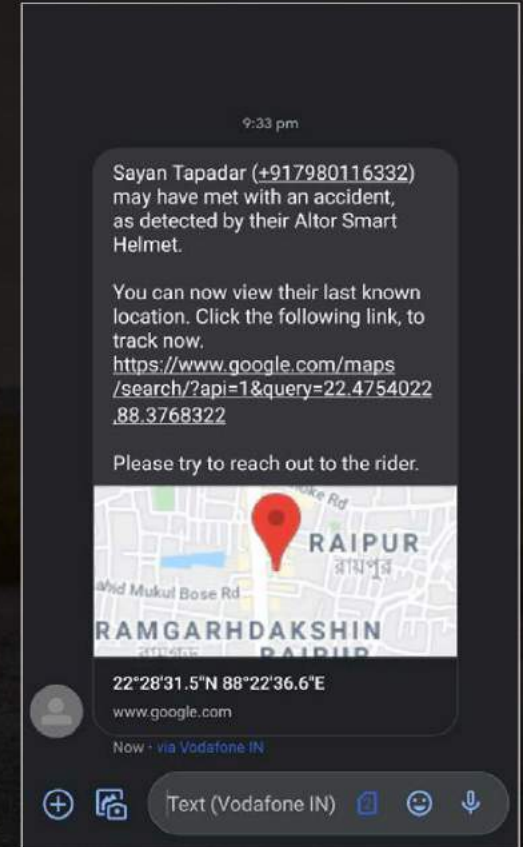 9:33 pm
Sayan Tapadar (+917980116332)
may have met with an accident,
as detected by their Altor Smart
Helmet.
You can now view their last known
location. Click the following link, to
track now.
https://www.google.com/maps
/search/?api=1&query=22.4754022
,88.3768322
Please try to reach out to the rider.
Rd
RAIPUR
রায়পুর
Mukul Bose Rd
RAMGARHDAKSHIN
RAIPUR
22°28'31.5"N 88°22'36.6"E
www.google.com
Now · via Vodafone IN
Text (Vodafone IN)